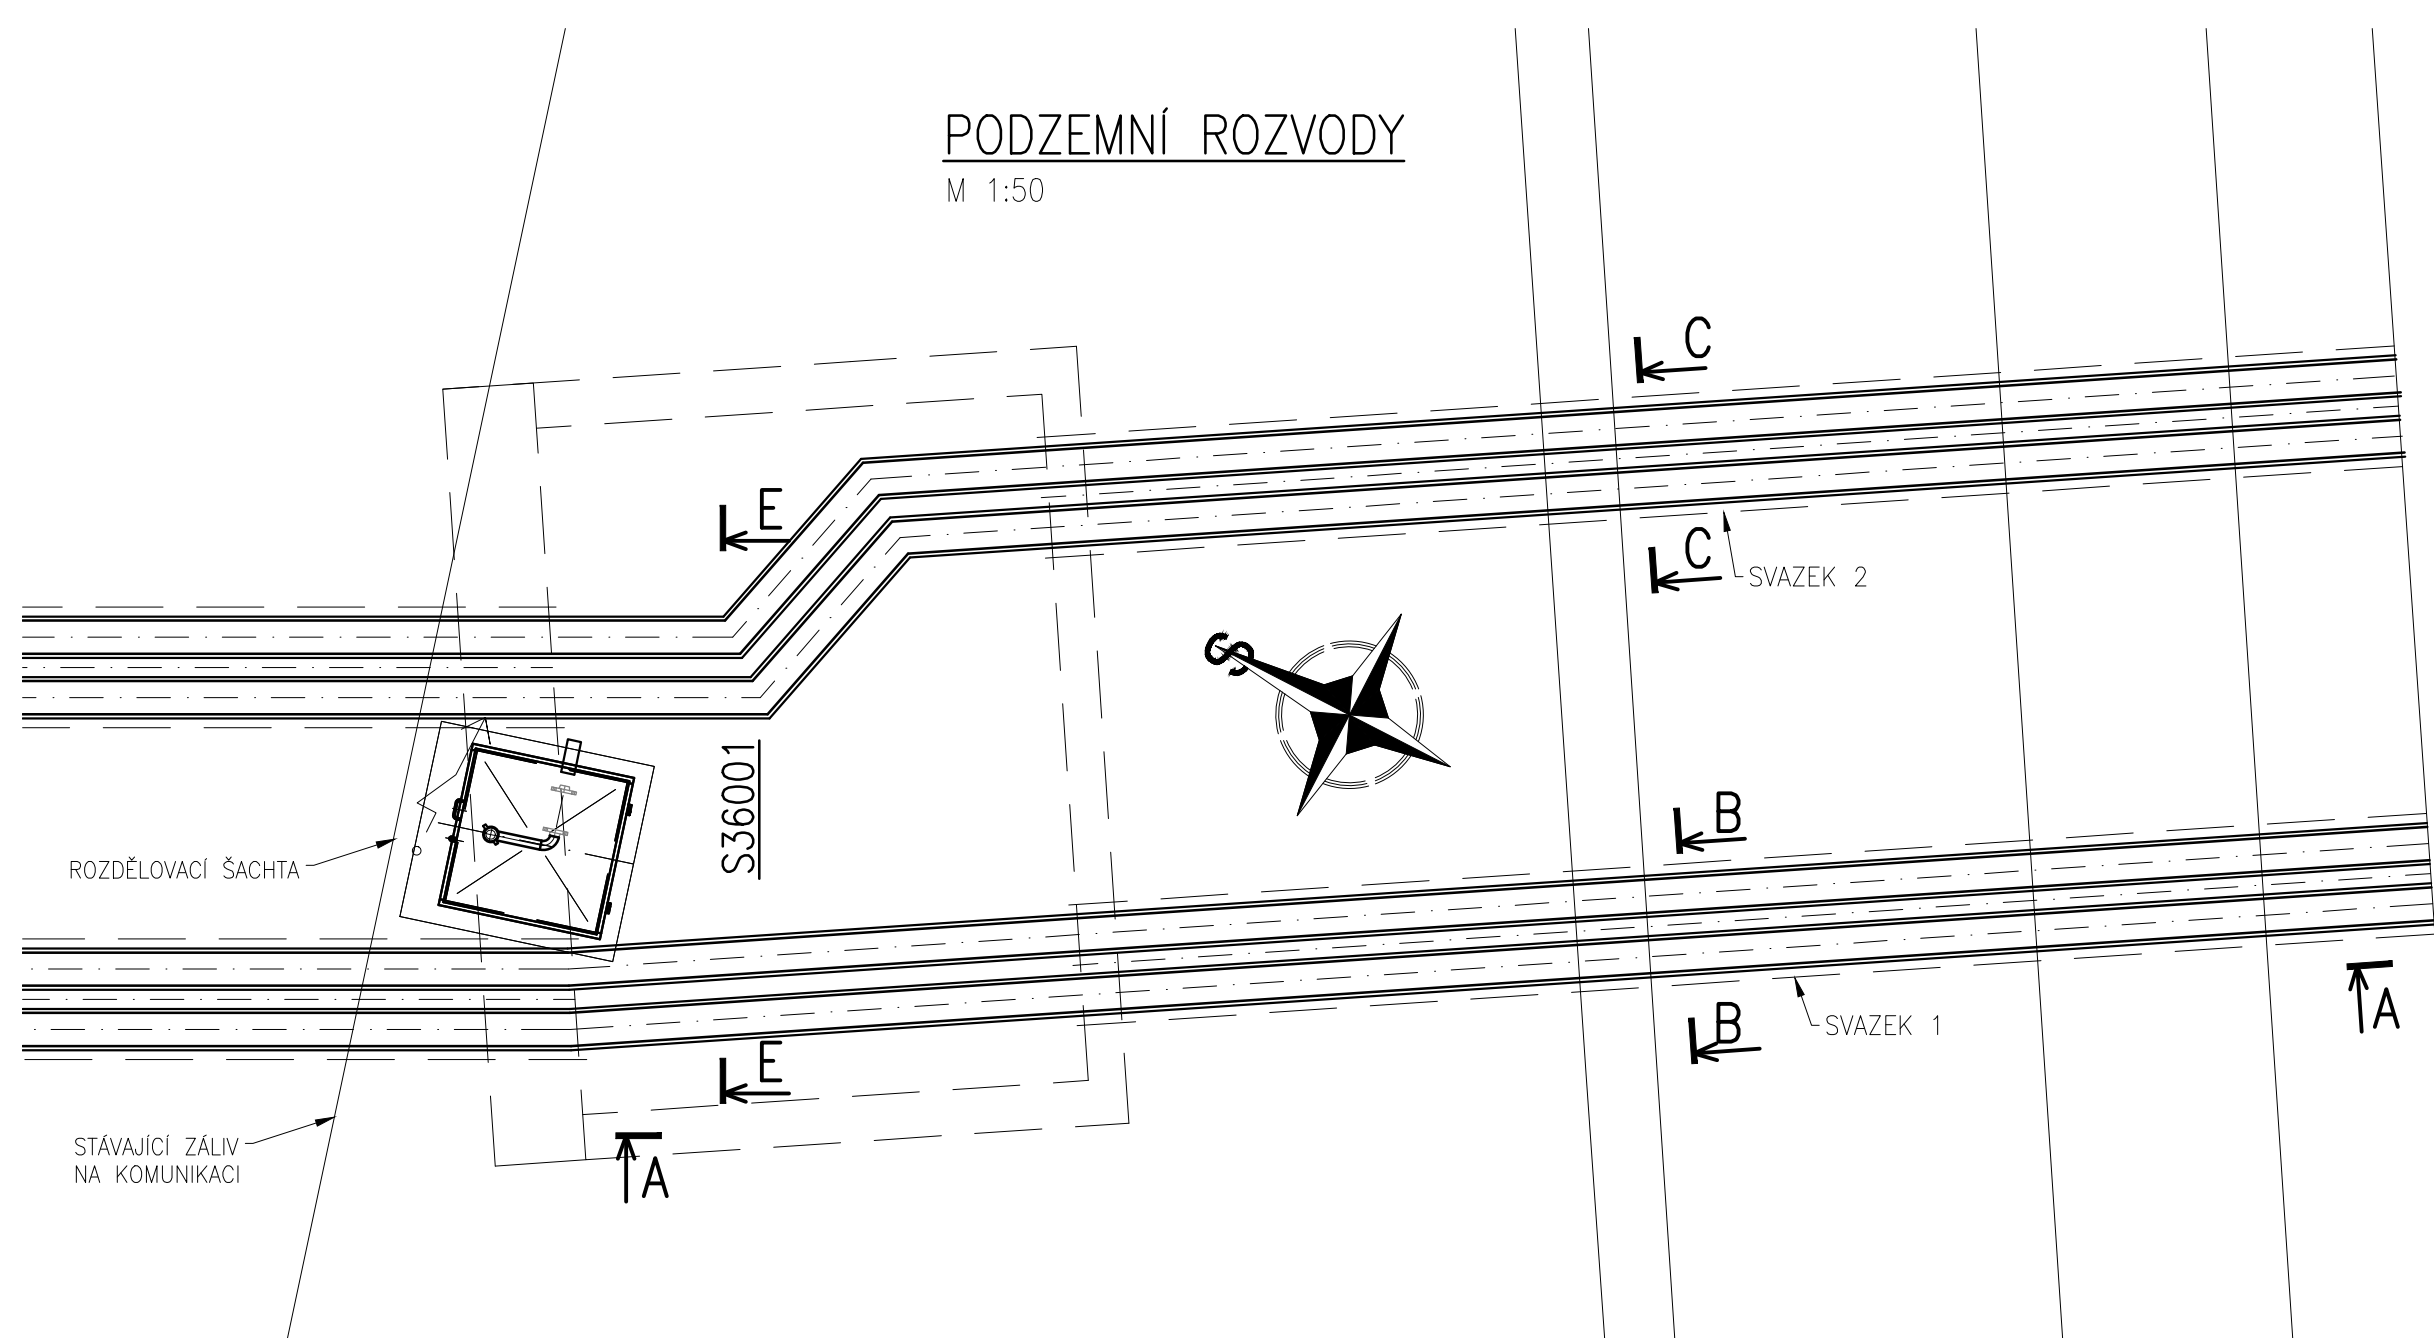 PODZEMNÍ ROZVODY
M 1:50
C
E
C
SVAZEK 2
S
S36001
B
ROZDĚLOVACÍ ŠACHTA
A
B
SVAZEK 1
E
STÁVAJÍCÍ ZÁLIV
NA KOMUNIKACI
A